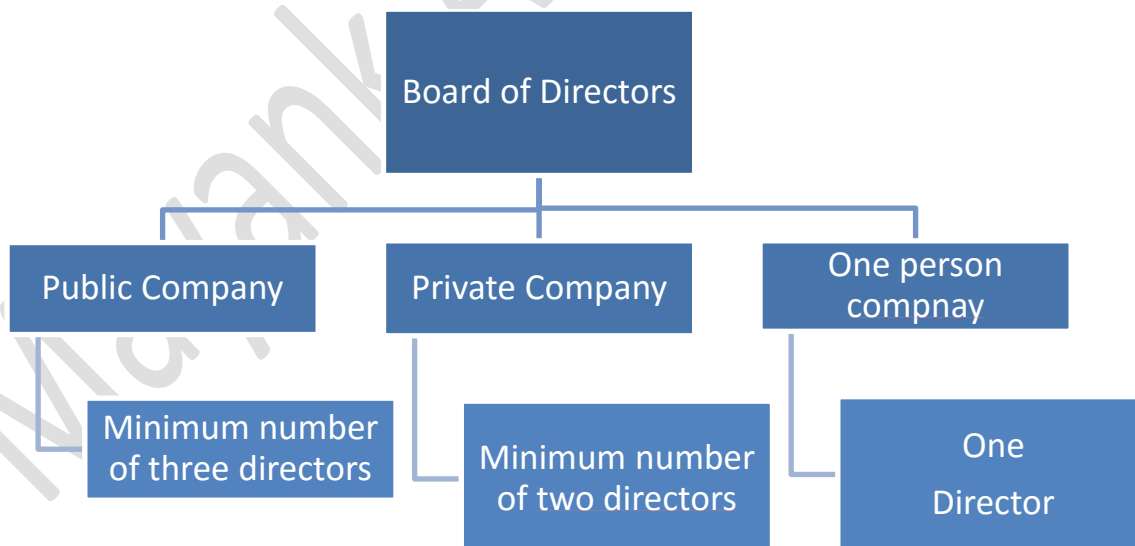 Board of Directors
Public Company
Private Company
One person
compnay
Minimum number
of three directors
Minimum number
of two directors
One
Director